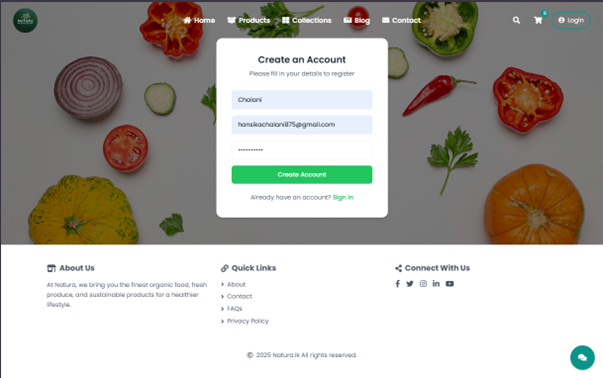 NATURA
Home Products Collections Blog Contact
0
Login
Create an Account
Please fill in your details to register
Chalani
hansikachalani875@gmail.com
••••••••••
Create Account
Already have an account? Sign In
About Us
At Natura, we bring you the finest organic food, fresh
produce, and sustainable products for a healthier
lifestyle.
Quick Links
About
Contact
FAQs
Privacy Policy
Connect With Us
© 2025 Natura.lk All rights reserved.